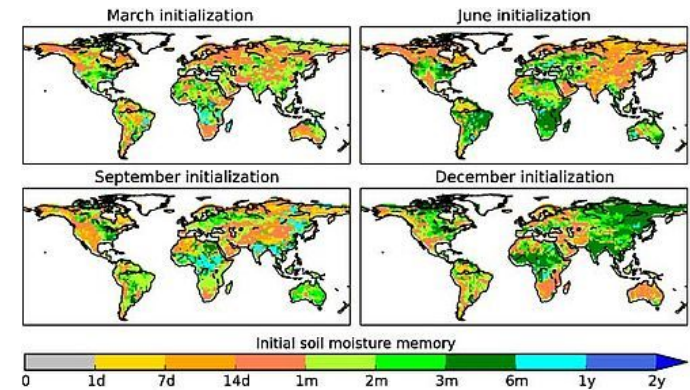 March initialization
June initialization
September initialization
December initialization
Initial soil moisture memory
0 1d 7d 14d 1m 2m 3m 6m 1y 2y